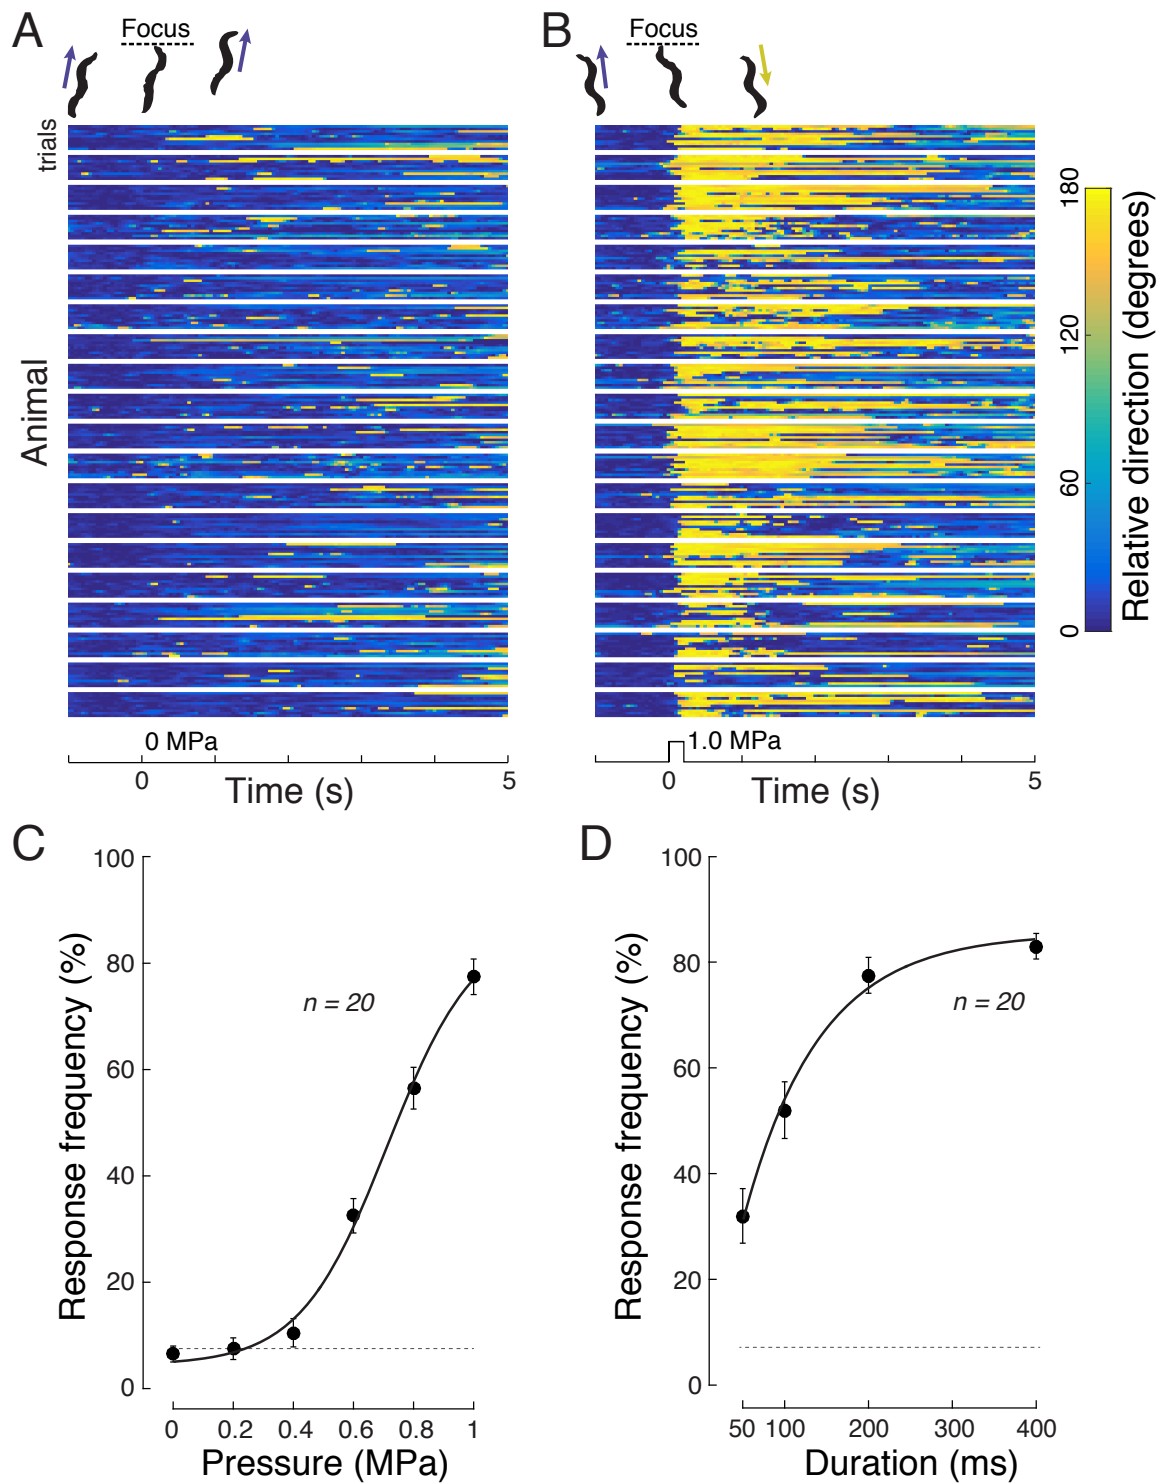 A
Focus
B
Focus
trials
Animal
0 MPa
0
5
Time (s)
1.0 MPa
0
5
Time (s)
180
120
60
0
Relative direction (degrees)
C
100
80
60
40
20
0
Response frequency (%)
n = 20
0
0.2
0.4
0.6
0.8
1
Pressure (MPa)
D
100
80
60
40
20
0
Response frequency (%)
n = 20
50
100
200
300
400
Duration (ms)